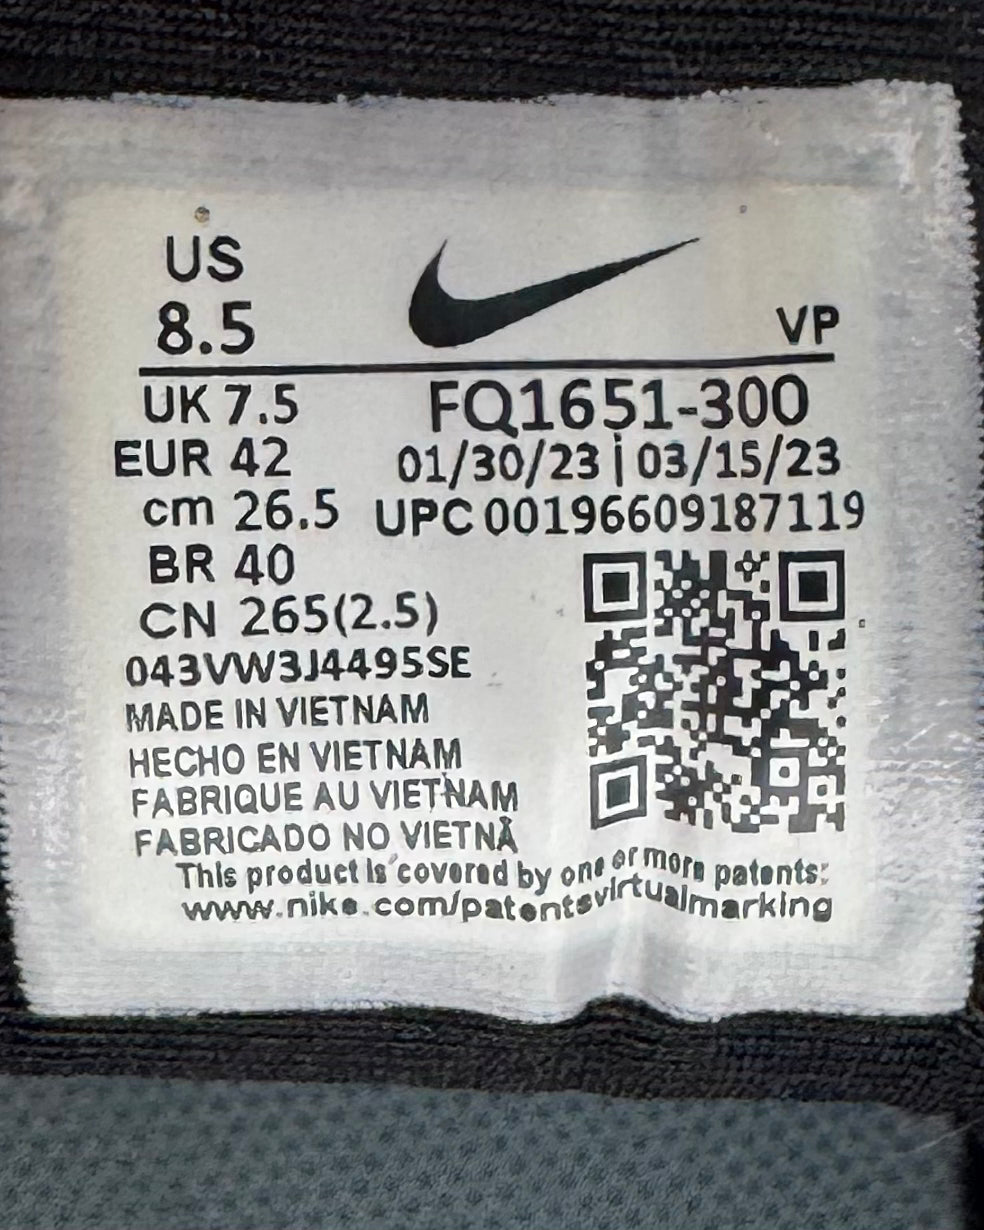 US
8.5
VP
UK 7.5
FQ1651-300
EUR 42
01/30/23 | 03/15/23
cm 26.5
UPC 00196609187119
BR 40
CN 265(2.5)
043VW3J4495SE
MADE IN VIETNAM
HECHO EN VIETNAM
FABRIQUE AU VIETNAM
FABRICADO NO VIETNÃ
This product is covered by one or more patents:
www.nike.com/patentsvirtualmarking